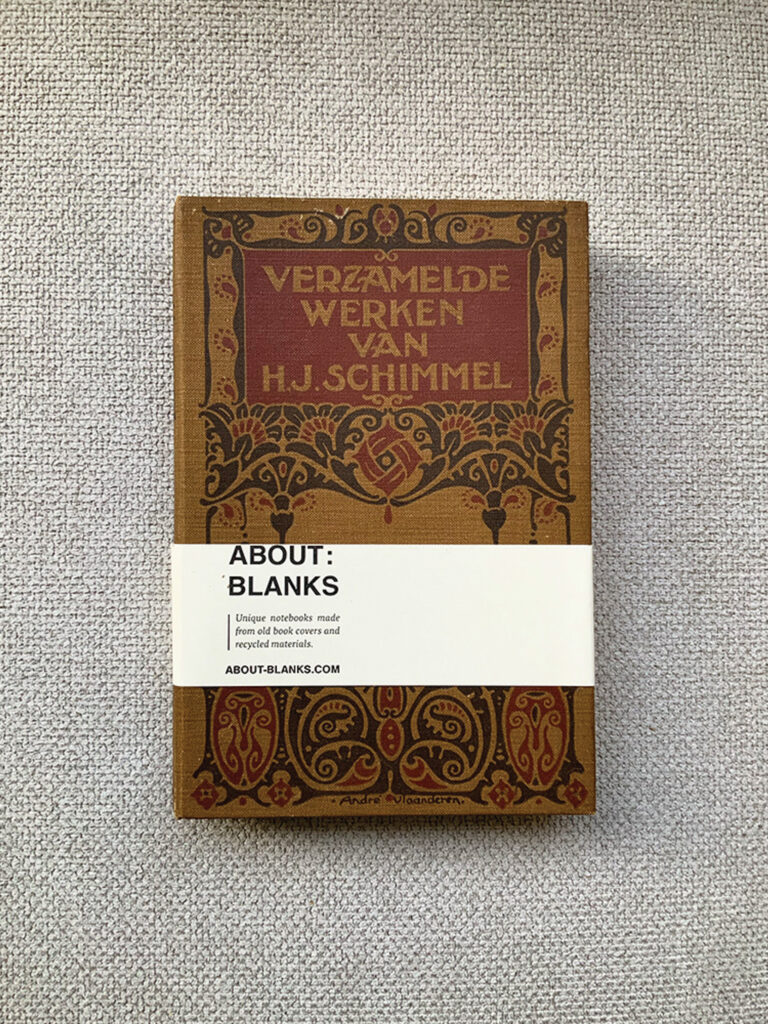 VERZAMELDE
WERKEN
VAN
H.J. SCHIMMEL
ABOUT:
BLANKS
Unique notebooks made
from old book covers and
recycled materials.
ABOUT-BLANKS.COM
André Vlaanderen.